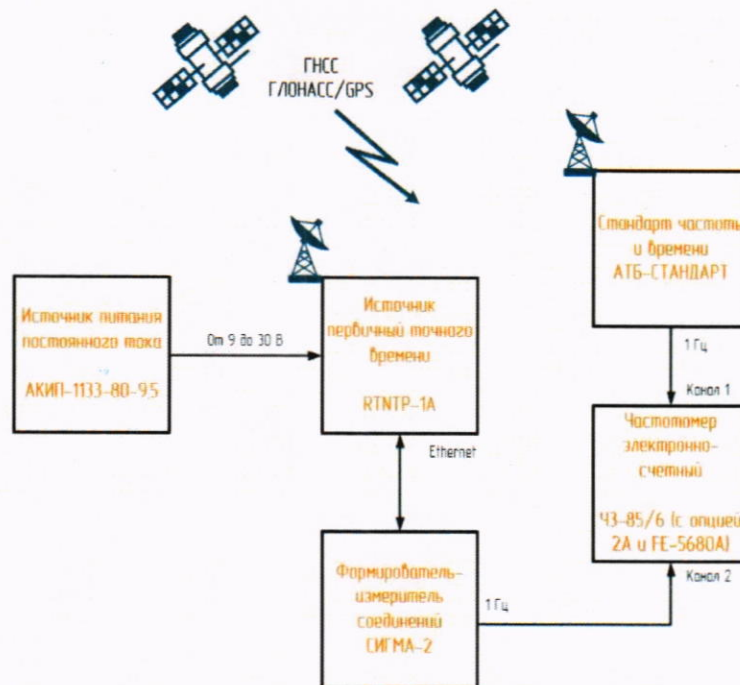 ГНСС
ГЛОНАСС/GPS
Стандарт частоты
и времени
АТБ-СТАНДАРТ
Источник питания
постоянного тока
АКИП-1133-80-95
От 9 до 30 В
Источник
первичный точного
времени
RTNTP-1A
1 Гц
Канал 1
Частотомер
электронно-
счетный
Ч3-85/6 (с опцией
2А и FE-5680A)
Канал 2
Ethernet
Формирователь-
измеритель
соединений
СИГМА-2
1 Гц